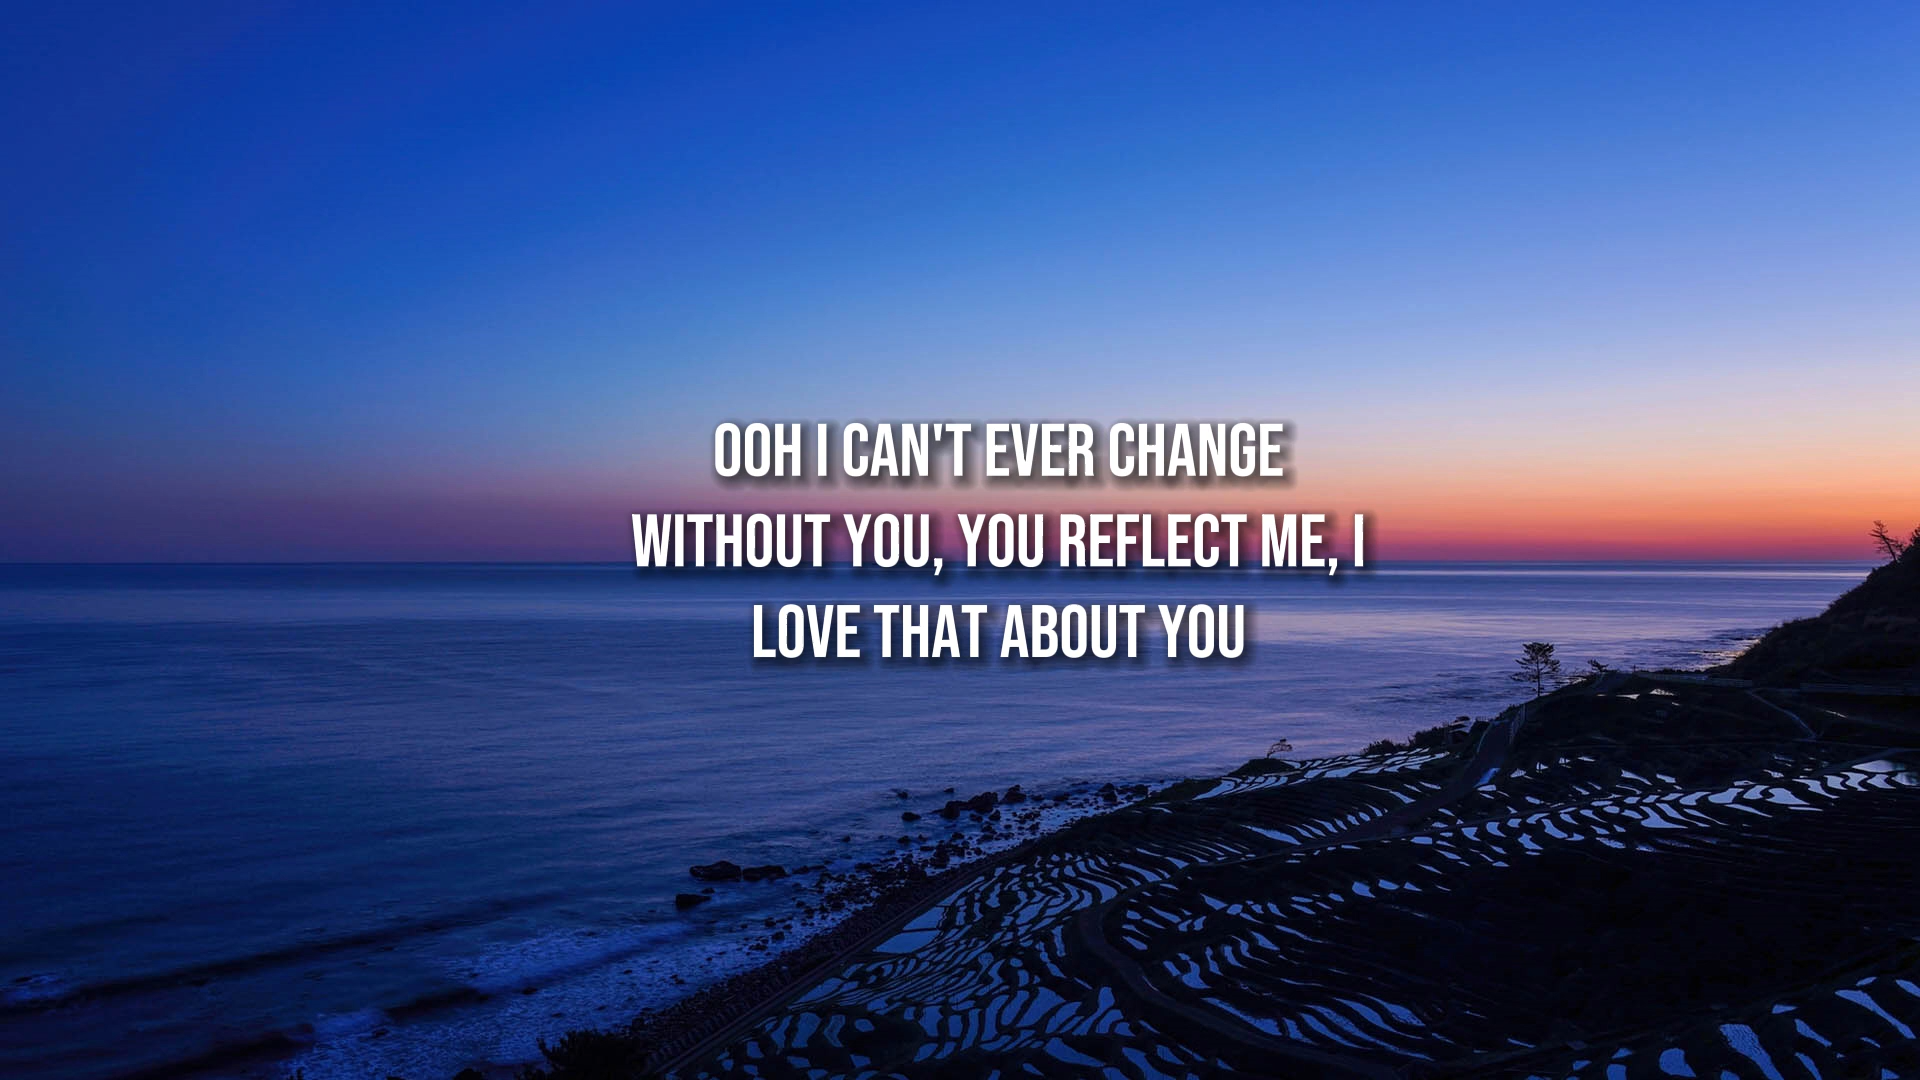 OOH I CAN'T EVER CHANGE
WITHOUT YOU, YOU REFLECT ME, I
LOVE THAT ABOUT YOU